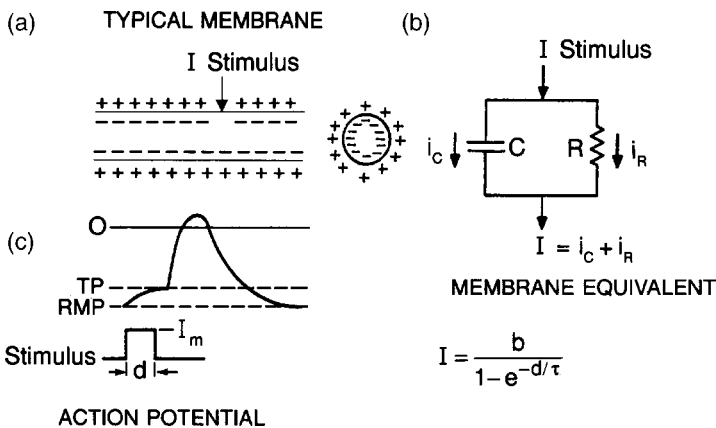 (a) TYPICAL MEMBRANE
I Stimulus
+ + + + + + + + + + +
– – – – – – – – – – –
– – – – – – – – – – – – –
+ + + + + + + + + + + + +
(b)
I Stimulus
i_C C R i_R
I = i_C + i_R
MEMBRANE EQUIVALENT
I = b / (1–e^{–d/τ})
(c)
O
TP
RMP
I_m
Stimulus
d
ACTION POTENTIAL